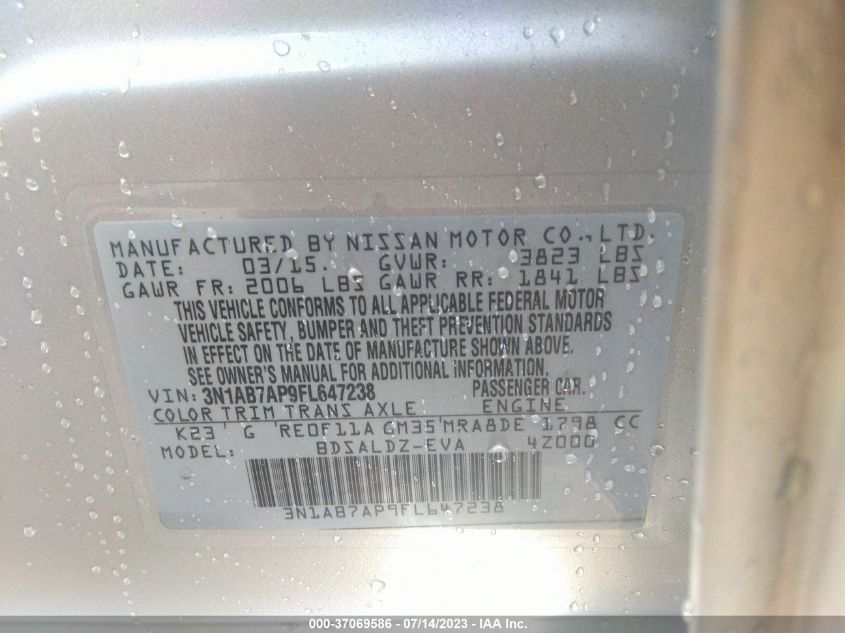 MANUFACTURED BY NISSAN MOTOR CO., LTD.
DATE: 03/15. GVWR: 3823 LBS
GAWR FR: 2006 LBS GAWR RR: 1841 LBS
THIS VEHICLE CONFORMS TO ALL APPLICABLE FEDERAL MOTOR
VEHICLE SAFETY, BUMPER AND THEFT PREVENTION STANDARDS
IN EFFECT ON THE DATE OF MANUFACTURE SHOWN ABOVE.
SEE OWNER'S MANUAL FOR ADDITIONAL INFORMATION.
VIN: 3N1AB7AP9FL647238 PASSENGER CAR.
COLOR TRIM TRANS AXLE ENGINE
K23 G RE0F11A GM35 MRA8DE 1798 CC
MODEL: BDSALDZ-EVA 4Z000
3N1AB7AP9FL647238
000-37069586 - 07/14/2023 - IAA Inc.